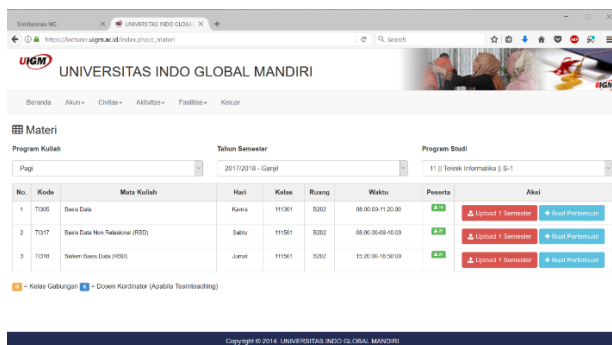 Simlitabmas NG
UNIVERSITAS INDO GLOBAL
https://lecturer.uigm.ac.id/index.php/c_materi
Search
UIGM
UNIVERSITAS INDO GLOBAL MANDIRI
Beranda Akun Civitas Aktivitas Fasilitas Keluar
Materi
Program Kuliah Tahun Semester Program Studi
Pagi 2017/2018 - Ganjil 11 || Teknik Informatika || S-1
No. Kode Mata Kuliah Hari Kelas Ruang Waktu Peserta Aksi
1 TI305 Basis Data Kamis 111301 B202 08:00:00-11:20:00 Upload 1 Semester Buat Pertemuan
2 TI317 Basis Data Non Relasional (RBD) Sabtu 111501 B202 08:00:00-09:40:00 21 Upload 1 Semester Buat Pertemuan
3 TI318 Sistem Basis Data (RBD) Jumat 111501 B202 15:20:00-16:50:00 21 Upload 1 Semester Buat Pertemuan
G = Kelas Gabungan K = Dosen Kordinator (Apabila Teamteaching)
Copyright © 2014. UNIVERSITAS INDO GLOBAL MANDIRI